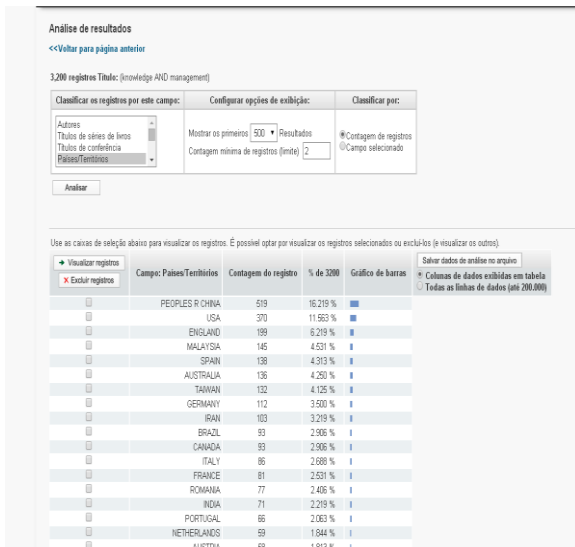 Análise de resultados
<<Voltar para página anterior
3,200 registros Título: (knowledge AND management)
Classificar os registros por este campo: Configurar opções de exibição: Classificar por:
Autores
Títulos de séries de livros
Títulos de conferência
Países/Territórios
Mostrar os primeiros 500 Resultados
Contagem mínima de registros (limite) 2
Contagem de registros
Campo selecionado
Analisar
Use as caixas de seleção abaixo para visualizar os registros. É possível optar por visualizar os registros selecionados ou excluí-los (e visualizar os outros).
Visualizar registros
X Excluir registros
Campo: Países/Territórios Contagem do registro % de 3200 Gráfico de barras
Salvar dados de análise no arquivo
Colunas de dados exibidas em tabela
Todas as linhas de dados (até 200.000)
PEOPLES R CHINA 519 16.219 %
USA 370 11.563 %
ENGLAND 199 6.219 %
MALAYSIA 145 4.531 %
SPAIN 138 4.313 %
AUSTRALIA 136 4.250 %
TAIWAN 132 4.125 %
GERMANY 112 3.500 %
IRAN 103 3.219 %
BRAZIL 93 2.906 %
CANADA 93 2.906 %
ITALY 86 2.688 %
FRANCE 81 2.531 %
ROMANIA 77 2.406 %
INDIA 71 2.219 %
PORTUGAL 66 2.063 %
NETHERLANDS 59 1.844 %
AUSTRIA 58 1.813 %